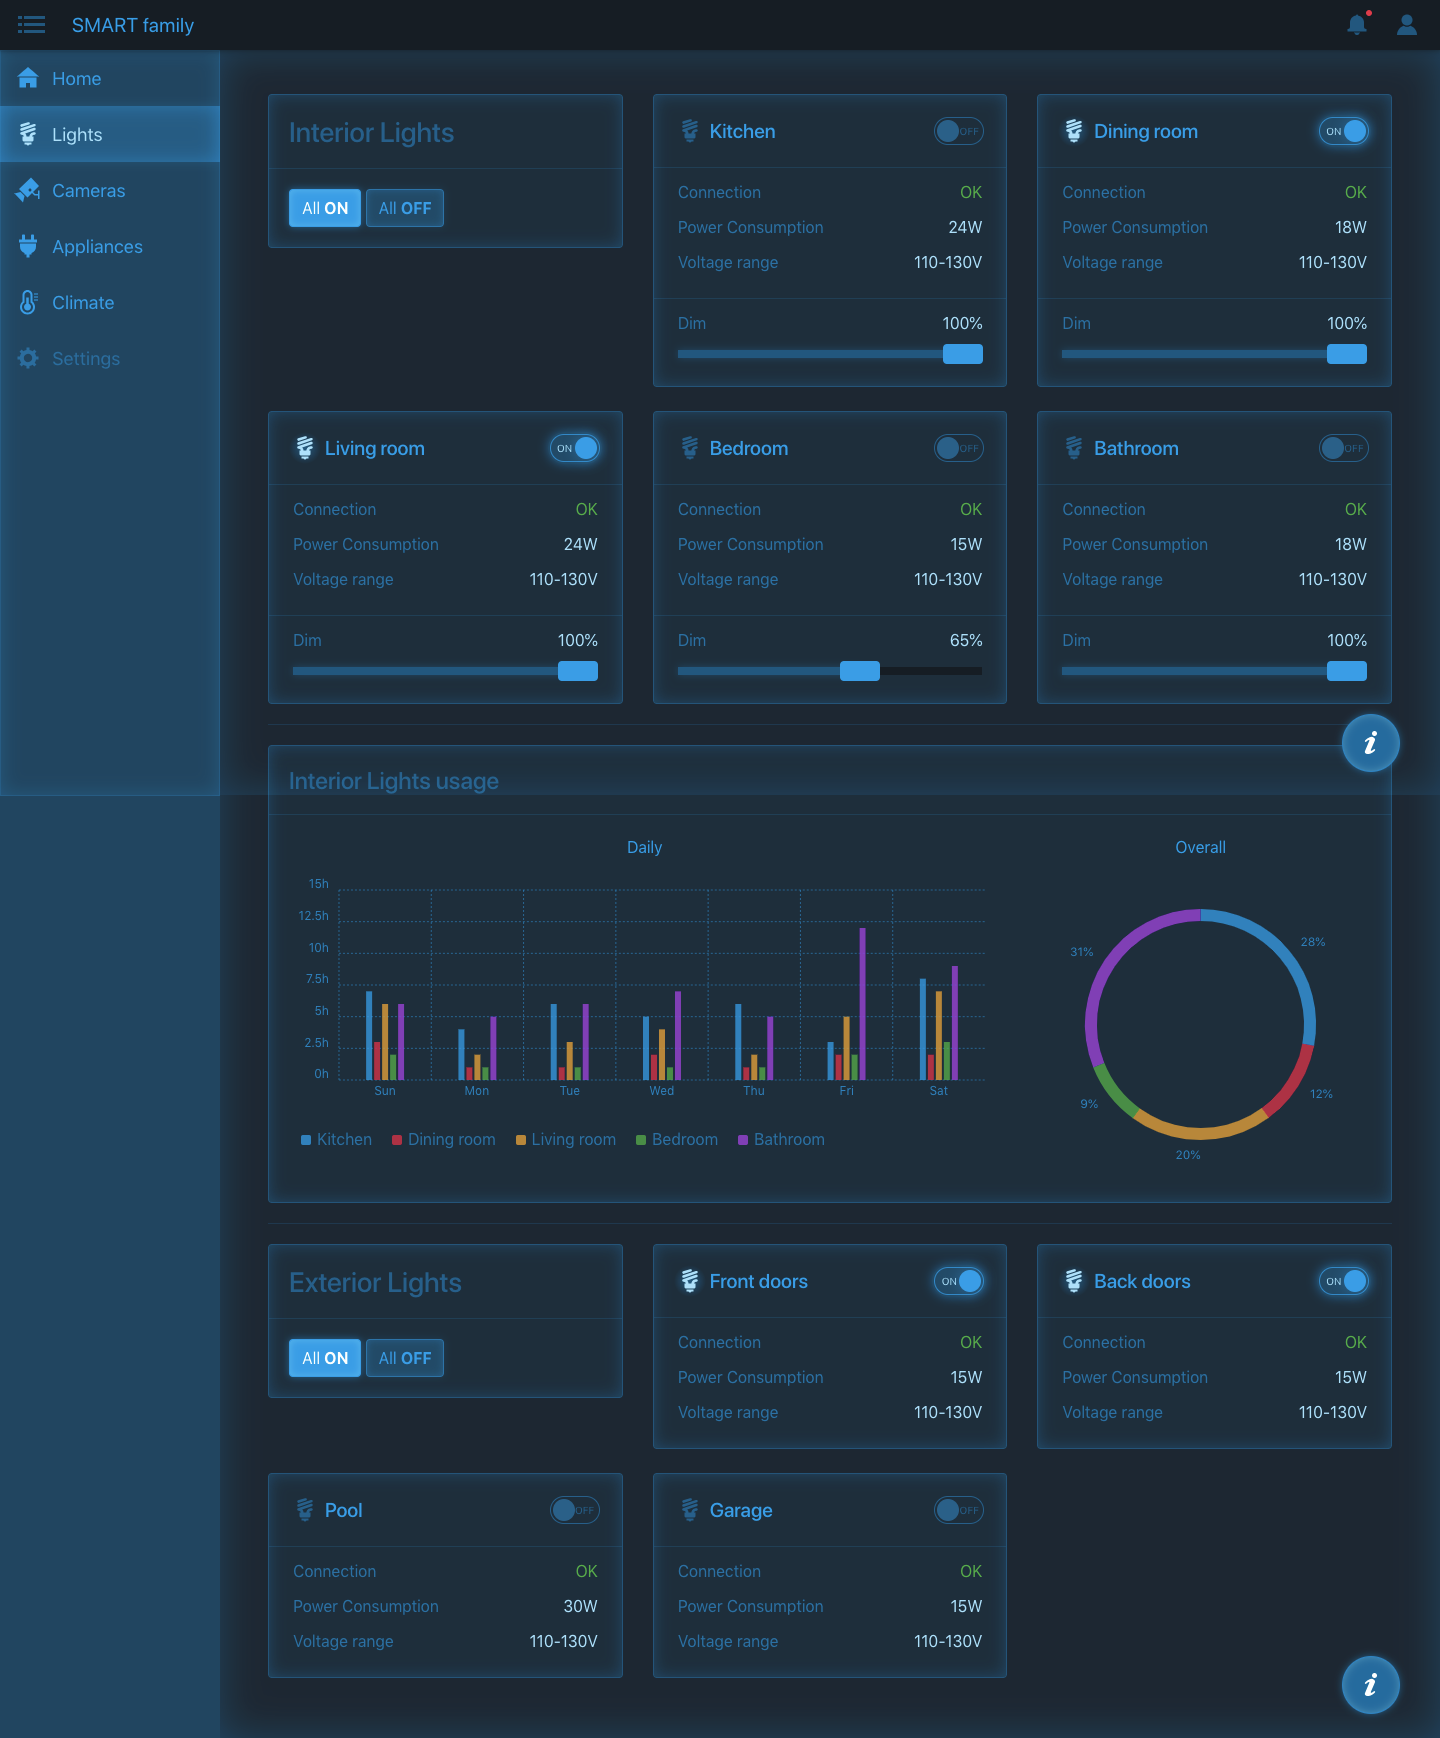 SMART family
Home
Lights
Cameras
Appliances
Climate
Settings
Interior Lights
All ON All OFF
Kitchen OFF
Connection OK
Power Consumption 24W
Voltage range 110-130V
Dim 100%
Dining room ON
Connection OK
Power Consumption 18W
Voltage range 110-130V
Dim 100%
Living room ON
Connection OK
Power Consumption 24W
Voltage range 110-130V
Dim 100%
Bedroom OFF
Connection OK
Power Consumption 15W
Voltage range 110-130V
Dim 65%
Bathroom OFF
Connection OK
Power Consumption 18W
Voltage range 110-130V
Dim 100%
i
Interior Lights usage
Daily
15h
12.5h
10h
7.5h
5h
2.5h
0h
Sun Mon Tue Wed Thu Fri Sat
Kitchen Dining room Living room Bedroom Bathroom
Overall
28%
31%
12%
9%
20%
Exterior Lights
All ON All OFF
Front doors ON
Connection OK
Power Consumption 15W
Voltage range 110-130V
Back doors ON
Connection OK
Power Consumption 15W
Voltage range 110-130V
Pool OFF
Connection OK
Power Consumption 30W
Voltage range 110-130V
Garage OFF
Connection OK
Power Consumption 15W
Voltage range 110-130V
i